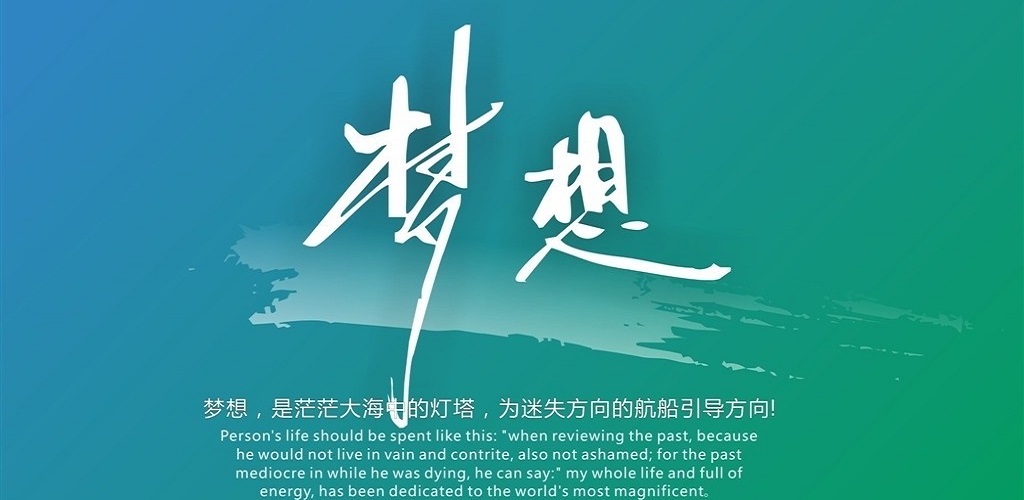 梦想
梦想，是茫茫大海中的灯塔，为迷失方向的航船引导方向!
Person's life should be spent like this: "when reviewing the past, because
he would not live in vain and contrite, also not ashamed; for the past
mediocre in while he was dying, he can say:" my whole life and full of
energy, has been dedicated to the world's most magnificent。